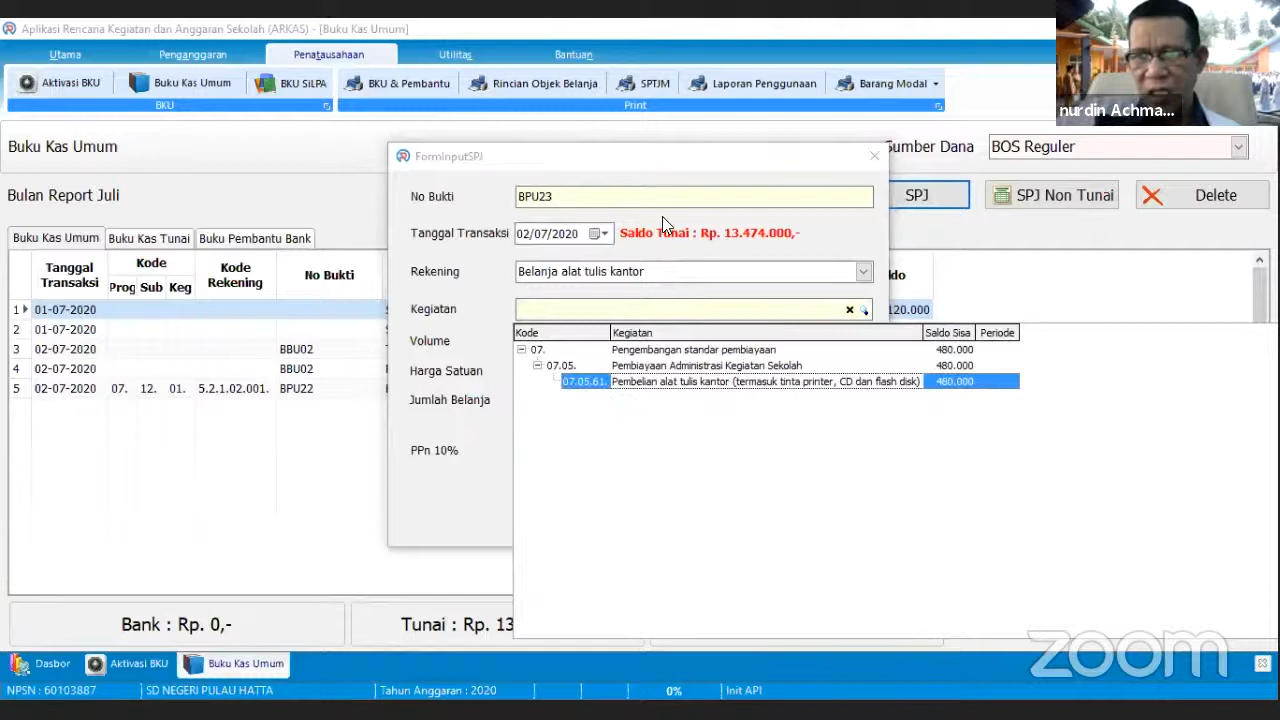 Aplikasi Rencana Kegiatan dan Anggaran Sekolah (ARKAS) - [Buku Kas Umum]
Utama Penganggaran Penatausahaan Utilitas Bantuan
Aktivasi BKU Buku Kas Umum BKU SiLPA BKU & Pembantu Rincian Objek Belanja SPTJM Laporan Penggunaan Barang Modal
BKU Print
nurdin Achma...
Buku Kas Umum Sumber Dana BOS Reguler
Bulan Report Juli SPJ SPJ Non Tunai Delete
Buku Kas Umum Buku Kas Tunai Buku Pembantu Bank
Tanggal Transaksi Kode Prog Sub Keg Kode Rekening No Bukti
1 01-07-2020 120.000
2 01-07-2020
3 02-07-2020 BBU02
4 02-07-2020 BBU02
5 02-07-2020 07. 12. 01. 5.2.1.02.001. BPU22
FormInputSPJ
No Bukti BPU23
Tanggal Transaksi 02/07/2020 Saldo Tunai : Rp. 13.474.000,-
Rekening Belanja alat tulis kantor
Kegiatan
Volume
Harga Satuan
Jumlah Belanja
PPn 10%
Kode Kegiatan Saldo Sisa Periode
07. Pengembangan standar pembiayaan 480.000
07.05. Pembiayaan Administrasi Kegiatan Sekolah 480.000
07.05.61. Pembelian alat tulis kantor (termasuk tinta printer, CD dan flash disk) 480.000
Bank : Rp. 0,- Tunai : Rp. 13
zoom
Dasbor Aktivasi BKU Buku Kas Umum
NPSN : 60103887 SD NEGERI PULAU HATTA Tahun Anggaran : 2020 0% Init API